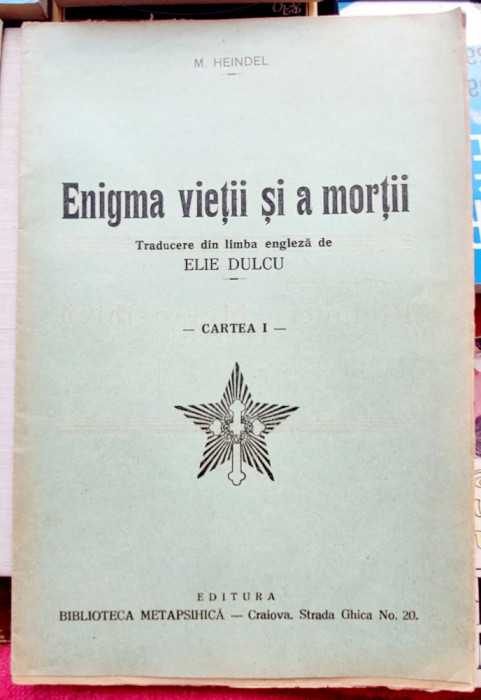 M. HEINDEL
Enigma vieții și a morții
Traducere din limba engleză de
ELIE DULCU
— CARTEA I —
EDITURA
BIBLIOTECA METAPSIHICĂ — Craiova, Strada Ghica No. 20.